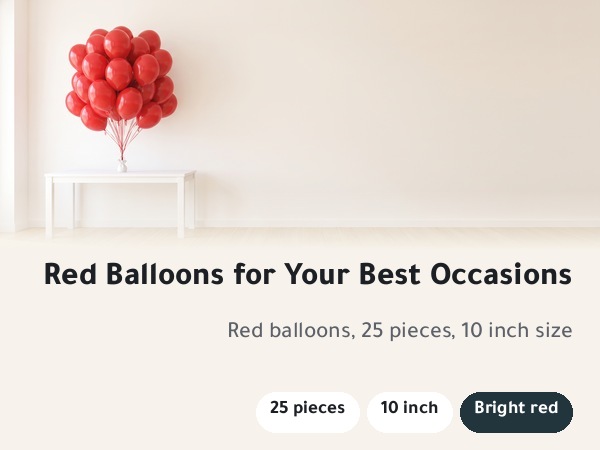 Red Balloons for Your Best Occasions
Red balloons, 25 pieces, 10 inch size
25 pieces 10 inch Bright red